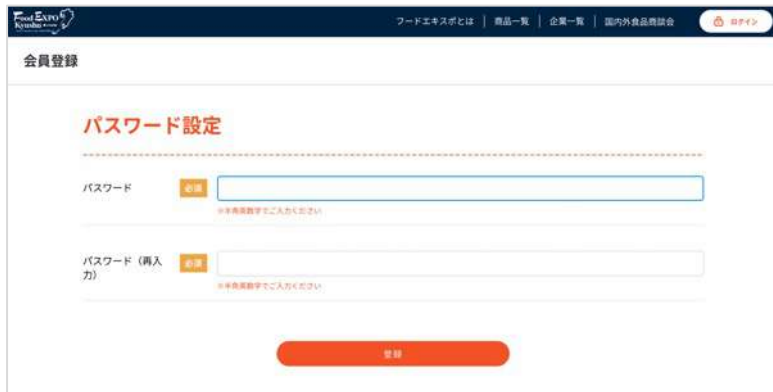 Food EXPO
Kyushu
フードエキスポとは | 商品一覧 | 企業一覧 | 国内外食品商談会
ログイン
会員登録
パスワード設定
パスワード
必須
※半角英数字でご入力ください
パスワード（再入
力）
必須
※半角英数字でご入力ください
登録